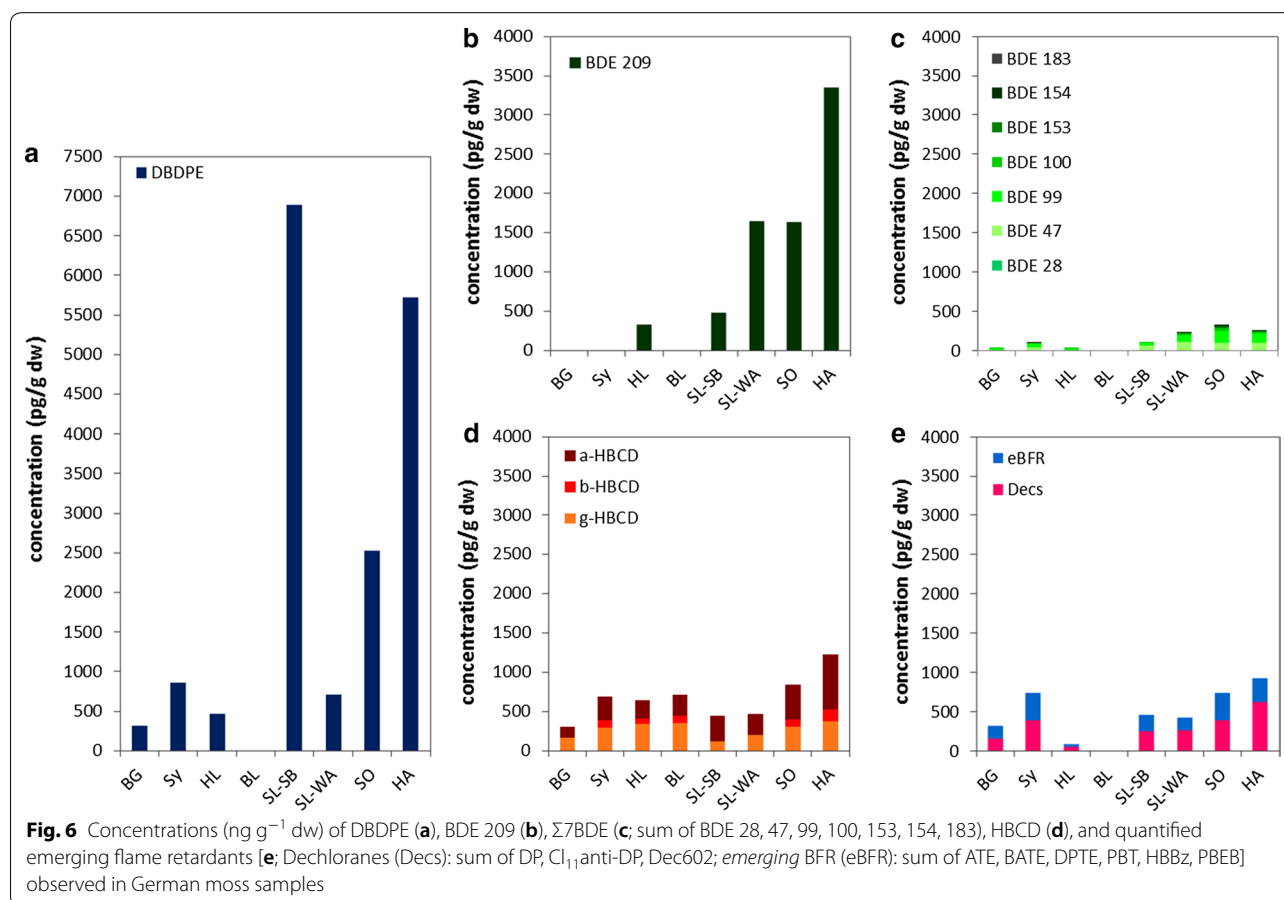 a
concentration (pg/g dw)
7500
7000
6500
6000
5500
5000
4500
4000
3500
3000
2500
2000
1500
1000
500
0
DBDPE
BG
Sy
HL
BL
SL-SB
SL-WA
SO
HA
b
concentration (pg/g dw)
4000
3500
3000
2500
2000
1500
1000
500
0
BDE 209
BG
Sy
HL
BL
SL-SB
SL-WA
SO
HA
c
concentration (pg/g dw)
4000
3500
3000
2500
2000
1500
1000
500
0
BDE 183
BDE 154
BDE 153
BDE 100
BDE 99
BDE 47
BDE 28
BG
Sy
HL
BL
SL-SB
SL-WA
SO
HA
d
concentration (pg/g dw)
4000
3500
3000
2500
2000
1500
1000
500
0
a-HBCD
b-HBCD
g-HBCD
BG
Sy
HL
BL
SL-SB
SL-WA
SO
HA
e
concentration (pg/g dw)
4000
3500
3000
2500
2000
1500
1000
500
0
eBFR
Decs
BG
Sy
HL
BL
SL-SB
SL-WA
SO
HA
Fig. 6 Concentrations (ng g⁻¹ dw) of DBDPE (a), BDE 209 (b), Σ7BDE (c; sum of BDE 28, 47, 99, 100, 153, 154, 183), HBCD (d), and quantified
emerging flame retardants [e; Dechloranes (Decs): sum of DP, Cl₁₁anti-DP, Dec602; emerging BFR (eBFR): sum of ATE, BATE, DPTE, PBT, HBBz, PBEB]
observed in German moss samples